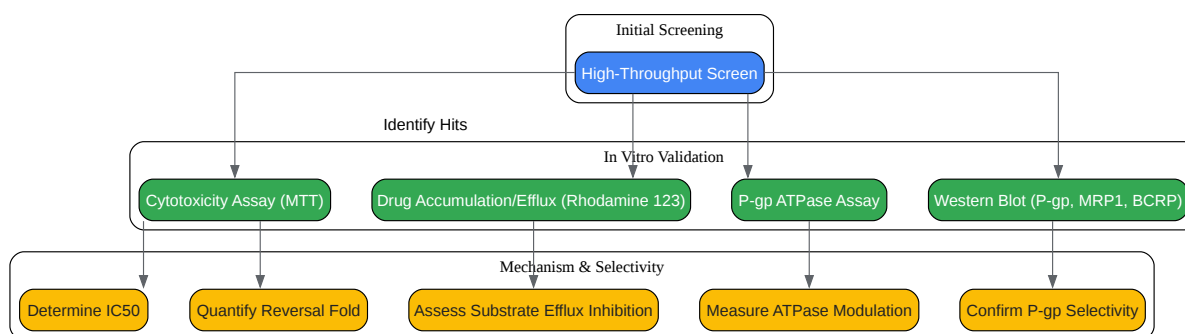 Initial Screening
High-Throughput Screen
Identify Hits
In Vitro Validation
Cytotoxicity Assay (MTT)
Drug Accumulation/Efflux (Rhodamine 123)
P-gp ATPase Assay
Western Blot (P-gp, MRP1, BCRP)
Mechanism & Selectivity
Determine IC50
Quantify Reversal Fold
Assess Substrate Efflux Inhibition
Measure ATPase Modulation
Confirm P-gp Selectivity